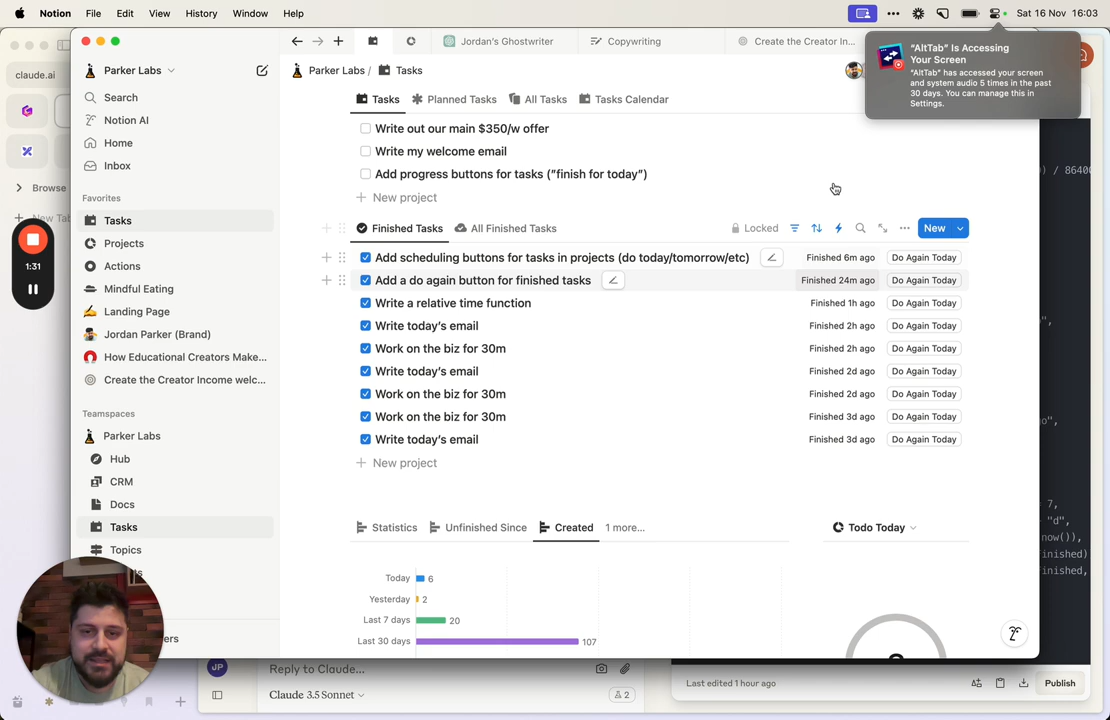 Notion File Edit View History Window Help Sat 16 Nov 16:03
claude.ai
Browse
New Tab
1:31
Parker Labs
Search
Notion AI
Home
Inbox
Favorites
Tasks
Projects
Actions
Mindful Eating
Landing Page
Jordan Parker (Brand)
How Educational Creators Make...
Create the Creator Income welc...
Teamspaces
Parker Labs
Hub
CRM
Docs
Tasks
Topics
Jordan's Ghostwriter Copywriting Create the Creator In...
Parker Labs / Tasks
"AltTab" Is Accessing
Your Screen
"AltTab" has accessed your screen
and system audio 5 times in the past
30 days. You can manage this in
Settings.
Tasks Planned Tasks All Tasks Tasks Calendar
Write out our main $350/w offer
Write my welcome email
Add progress buttons for tasks ("finish for today")
New project
Finished Tasks All Finished Tasks Locked New
Add scheduling buttons for tasks in projects (do today/tomorrow/etc) Finished 6m ago Do Again Today
Add a do again button for finished tasks Finished 24m ago Do Again Today
Write a relative time function Finished 1h ago Do Again Today
Write today's email Finished 2h ago Do Again Today
Work on the biz for 30m Finished 2h ago Do Again Today
Write today's email Finished 2d ago Do Again Today
Work on the biz for 30m Finished 2d ago Do Again Today
Work on the biz for 30m Finished 3d ago Do Again Today
Write today's email Finished 3d ago Do Again Today
New project
Statistics Unfinished Since Created 1 more... Todo Today
Today 6
Yesterday 2
Last 7 days 20
Last 30 days 107
) / 8640
7,
"d",
now()),
inished)
inished,
JP Reply to Claude...
Claude 3.5 Sonnet 2
Last edited 1 hour ago Publish